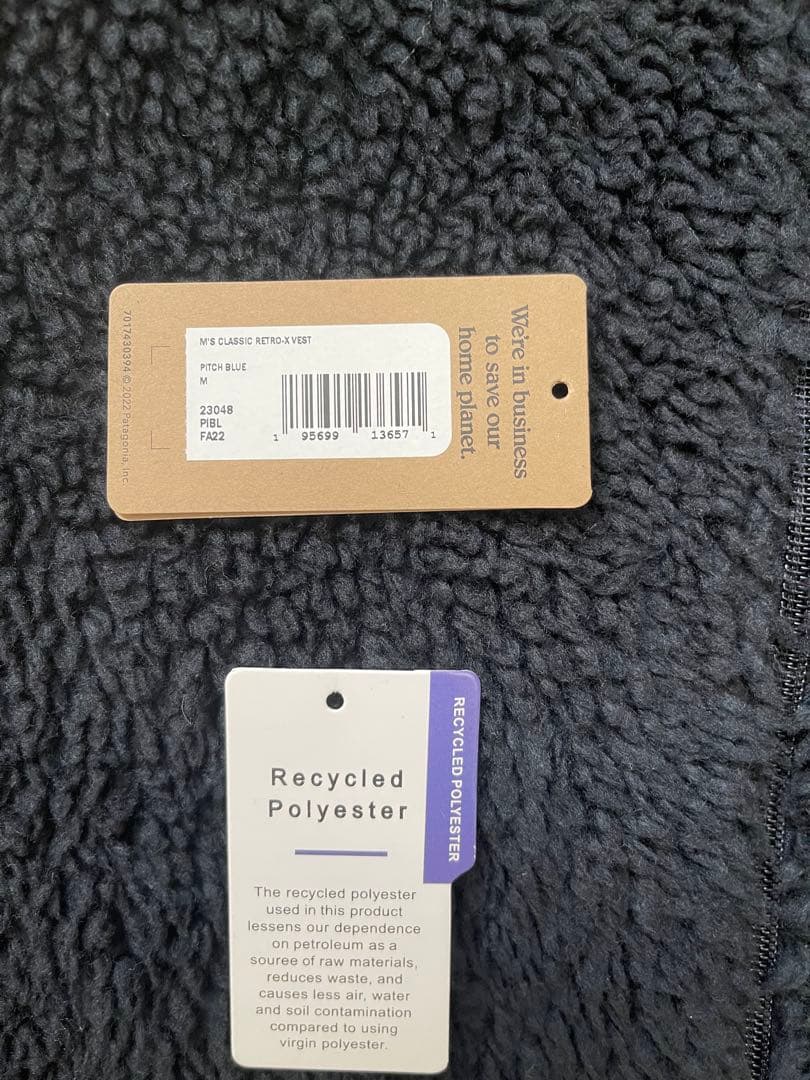 We're in business
to save our
home planet.
M'S CLASSIC RETRO-X VEST
PITCH BLUE
M
23048
PIBL
FA22
1 95699 13657 1
7017430394 © 2022 Patagonia, Inc.
RECYCLED POLYESTER
Recycled
Polyester
The recycled polyester
used in this product
lessens our dependence
on petroleum as a
souree of raw materials,
reduces waste, and
causes less air, water
and soil contamination
compared to using
virgin polyester.